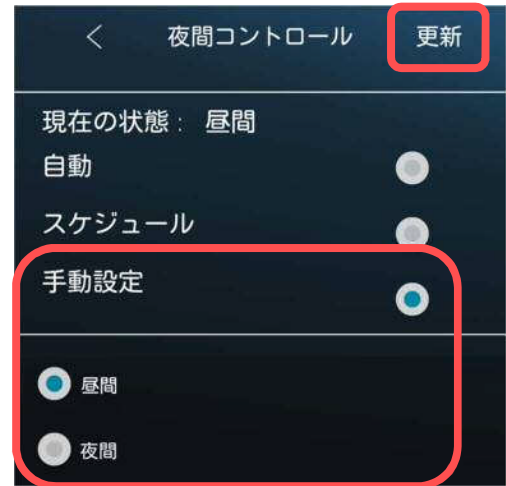 < 夜間コントロール 更新
現在の状態： 昼間
自動
スケジュール
手動設定
昼間
夜間